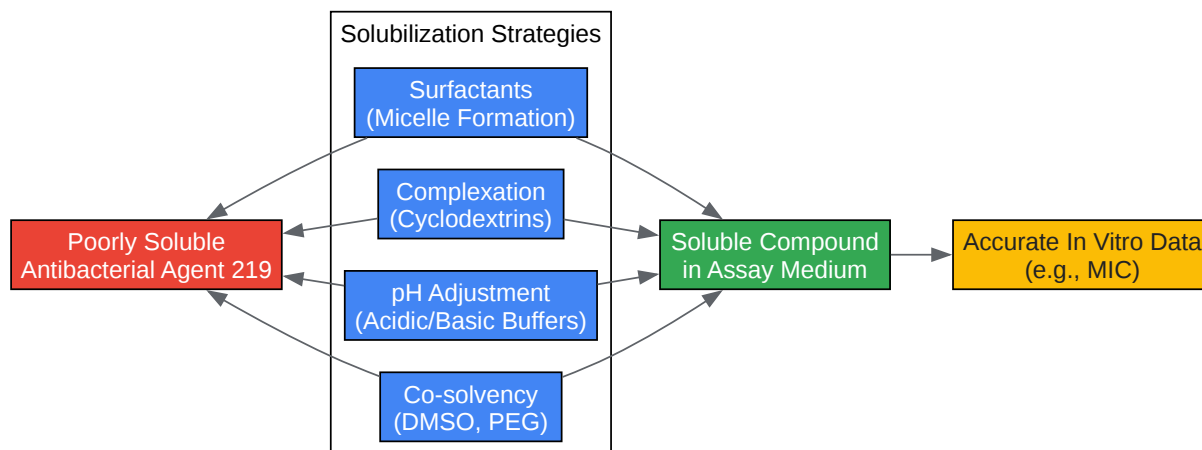 Solubilization Strategies
Surfactants
(Micelle Formation)
Complexation
(Cyclodextrins)
pH Adjustment
(Acidic/Basic Buffers)
Co-solvency
(DMSO, PEG)
Poorly Soluble
Antibacterial Agent 219
Soluble Compound
in Assay Medium
Accurate In Vitro Data
(e.g., MIC)